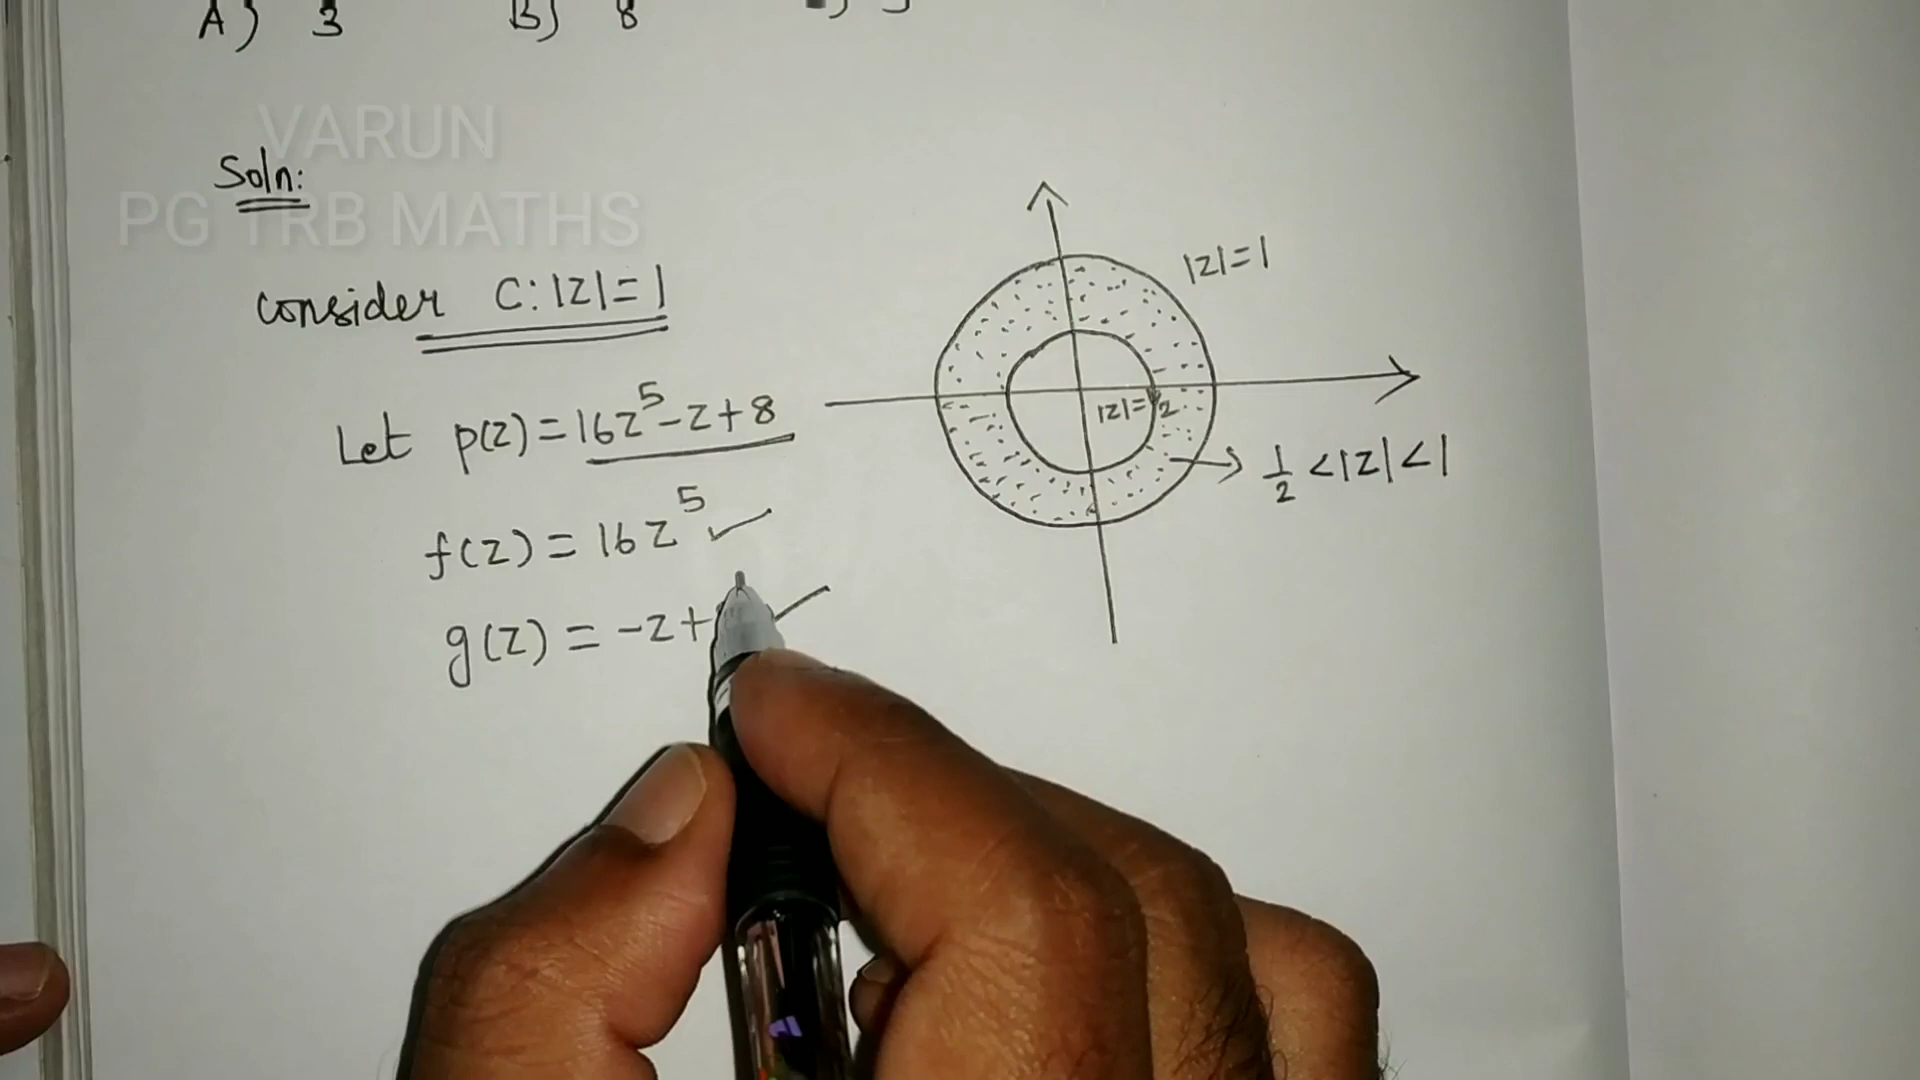 A) 3 B) 8
VARUN
Soln:
PG TRB MATHS
consider C: |z| = 1
Let p(z) = 16z⁵ - z + 8
f(z) = 16z⁵ ✓
g(z) = -z +
|z| = 1
|z| = 1/2
1/2 < |z| < 1